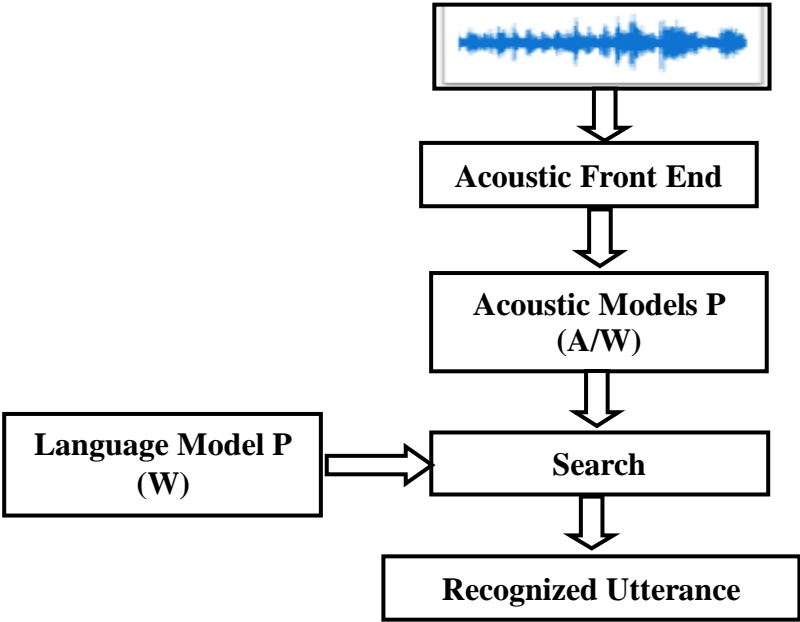 Acoustic Front End
Acoustic Models P
(A/W)
Language Model P
(W)
Search
Recognized Utterance